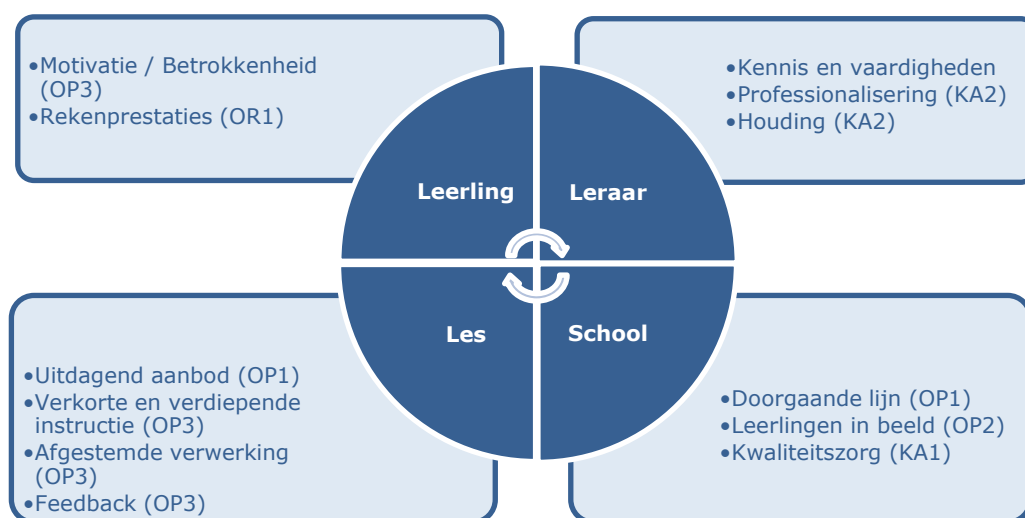 •Motivatie / Betrokkenheid
(OP3)
•Rekenprestaties (OR1)
•Kennis en vaardigheden
•Professionalisering (KA2)
•Houding (KA2)
Leerling
Leraar
Les
School
•Uitdagend aanbod (OP1)
•Verkorte en verdiepende
instructie (OP3)
•Afgestemde verwerking
(OP3)
•Feedback (OP3)
•Doorgaande lijn (OP1)
•Leerlingen in beeld (OP2)
•Kwaliteitszorg (KA1)